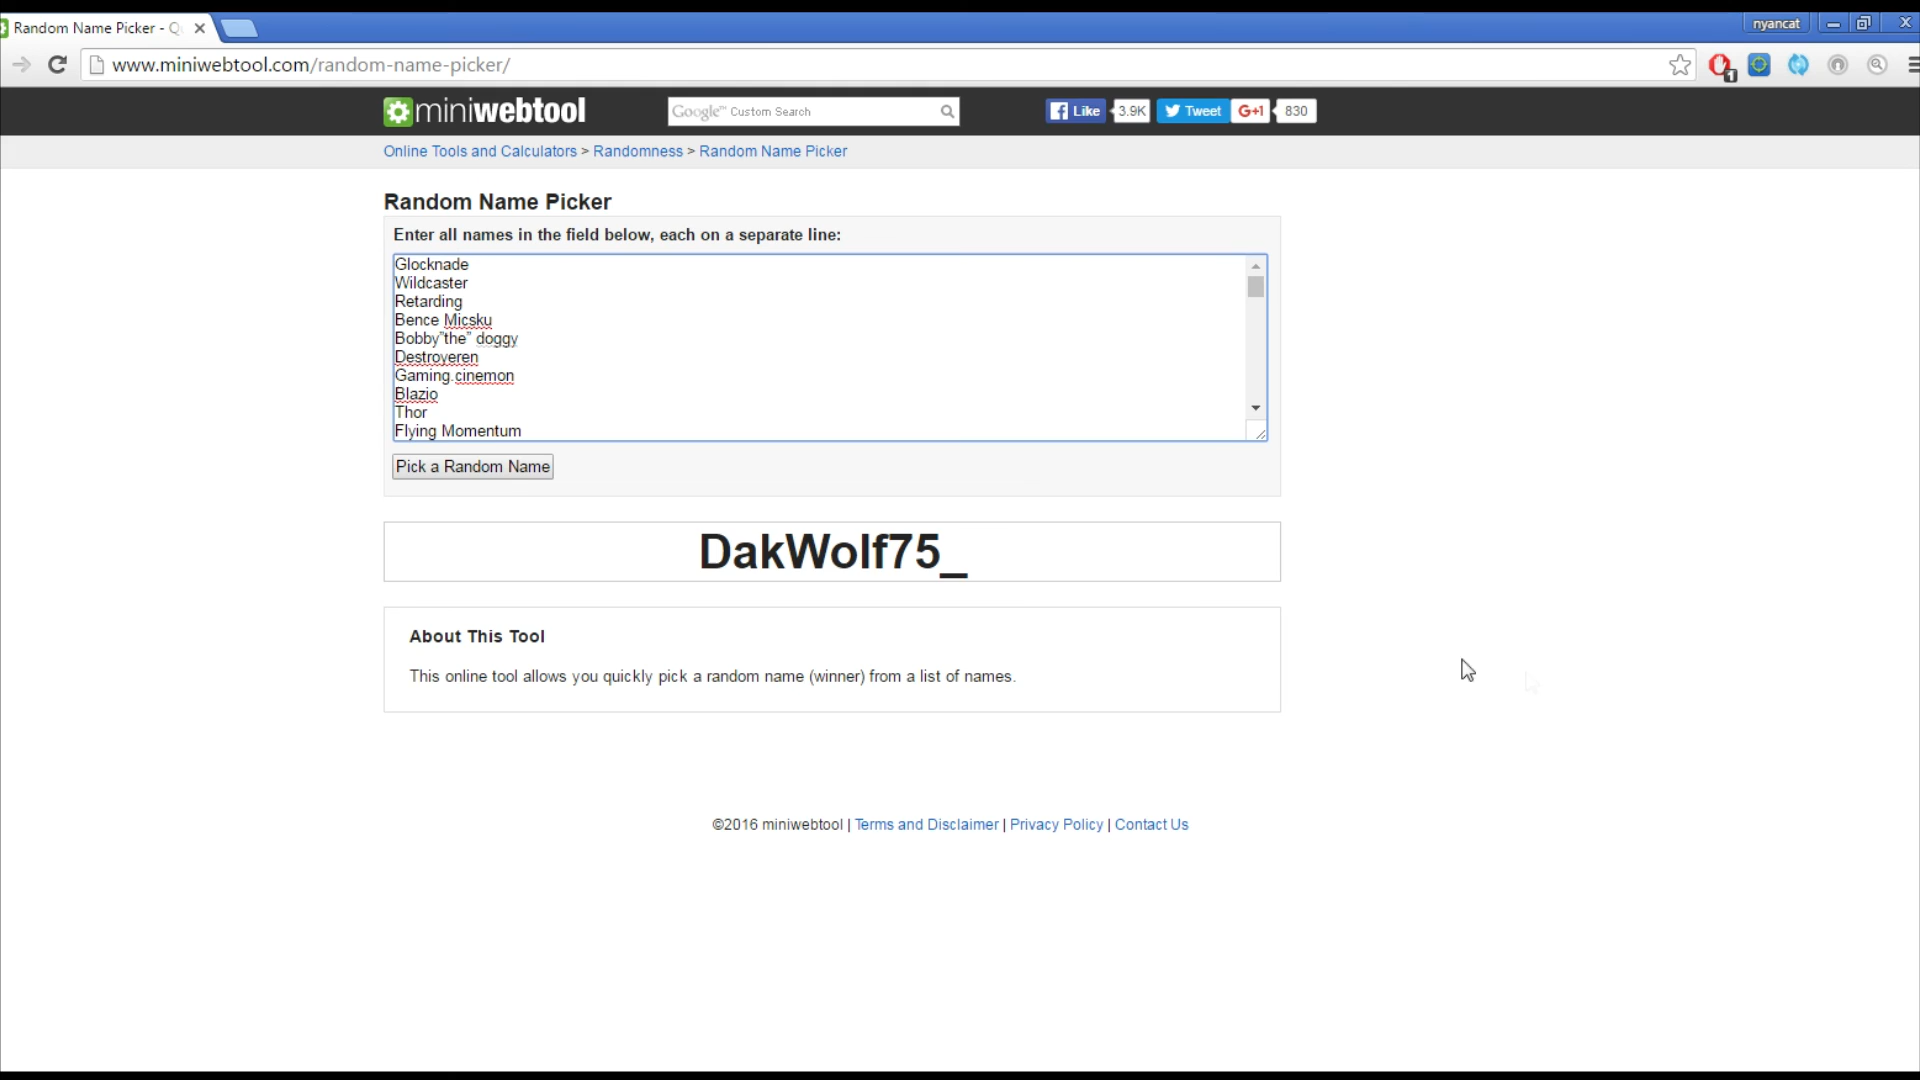 Random Name Picker - Q
nyancat
www.miniwebtool.com/random-name-picker/
1
miniwebtool
Google™ Custom Search
Like 3.9K Tweet G+1 830
Online Tools and Calculators > Randomness > Random Name Picker
Random Name Picker
Enter all names in the field below, each on a separate line:
Glocknade
Wildcaster
Retarding
Bence Micsku
Bobby”the” doggy
Destroyeren
Gaming.cinemon
Blazio
Thor
Flying Momentum
Pick a Random Name
DakWolf75_
About This Tool
This online tool allows you quickly pick a random name (winner) from a list of names.
©2016 miniwebtool | Terms and Disclaimer | Privacy Policy | Contact Us